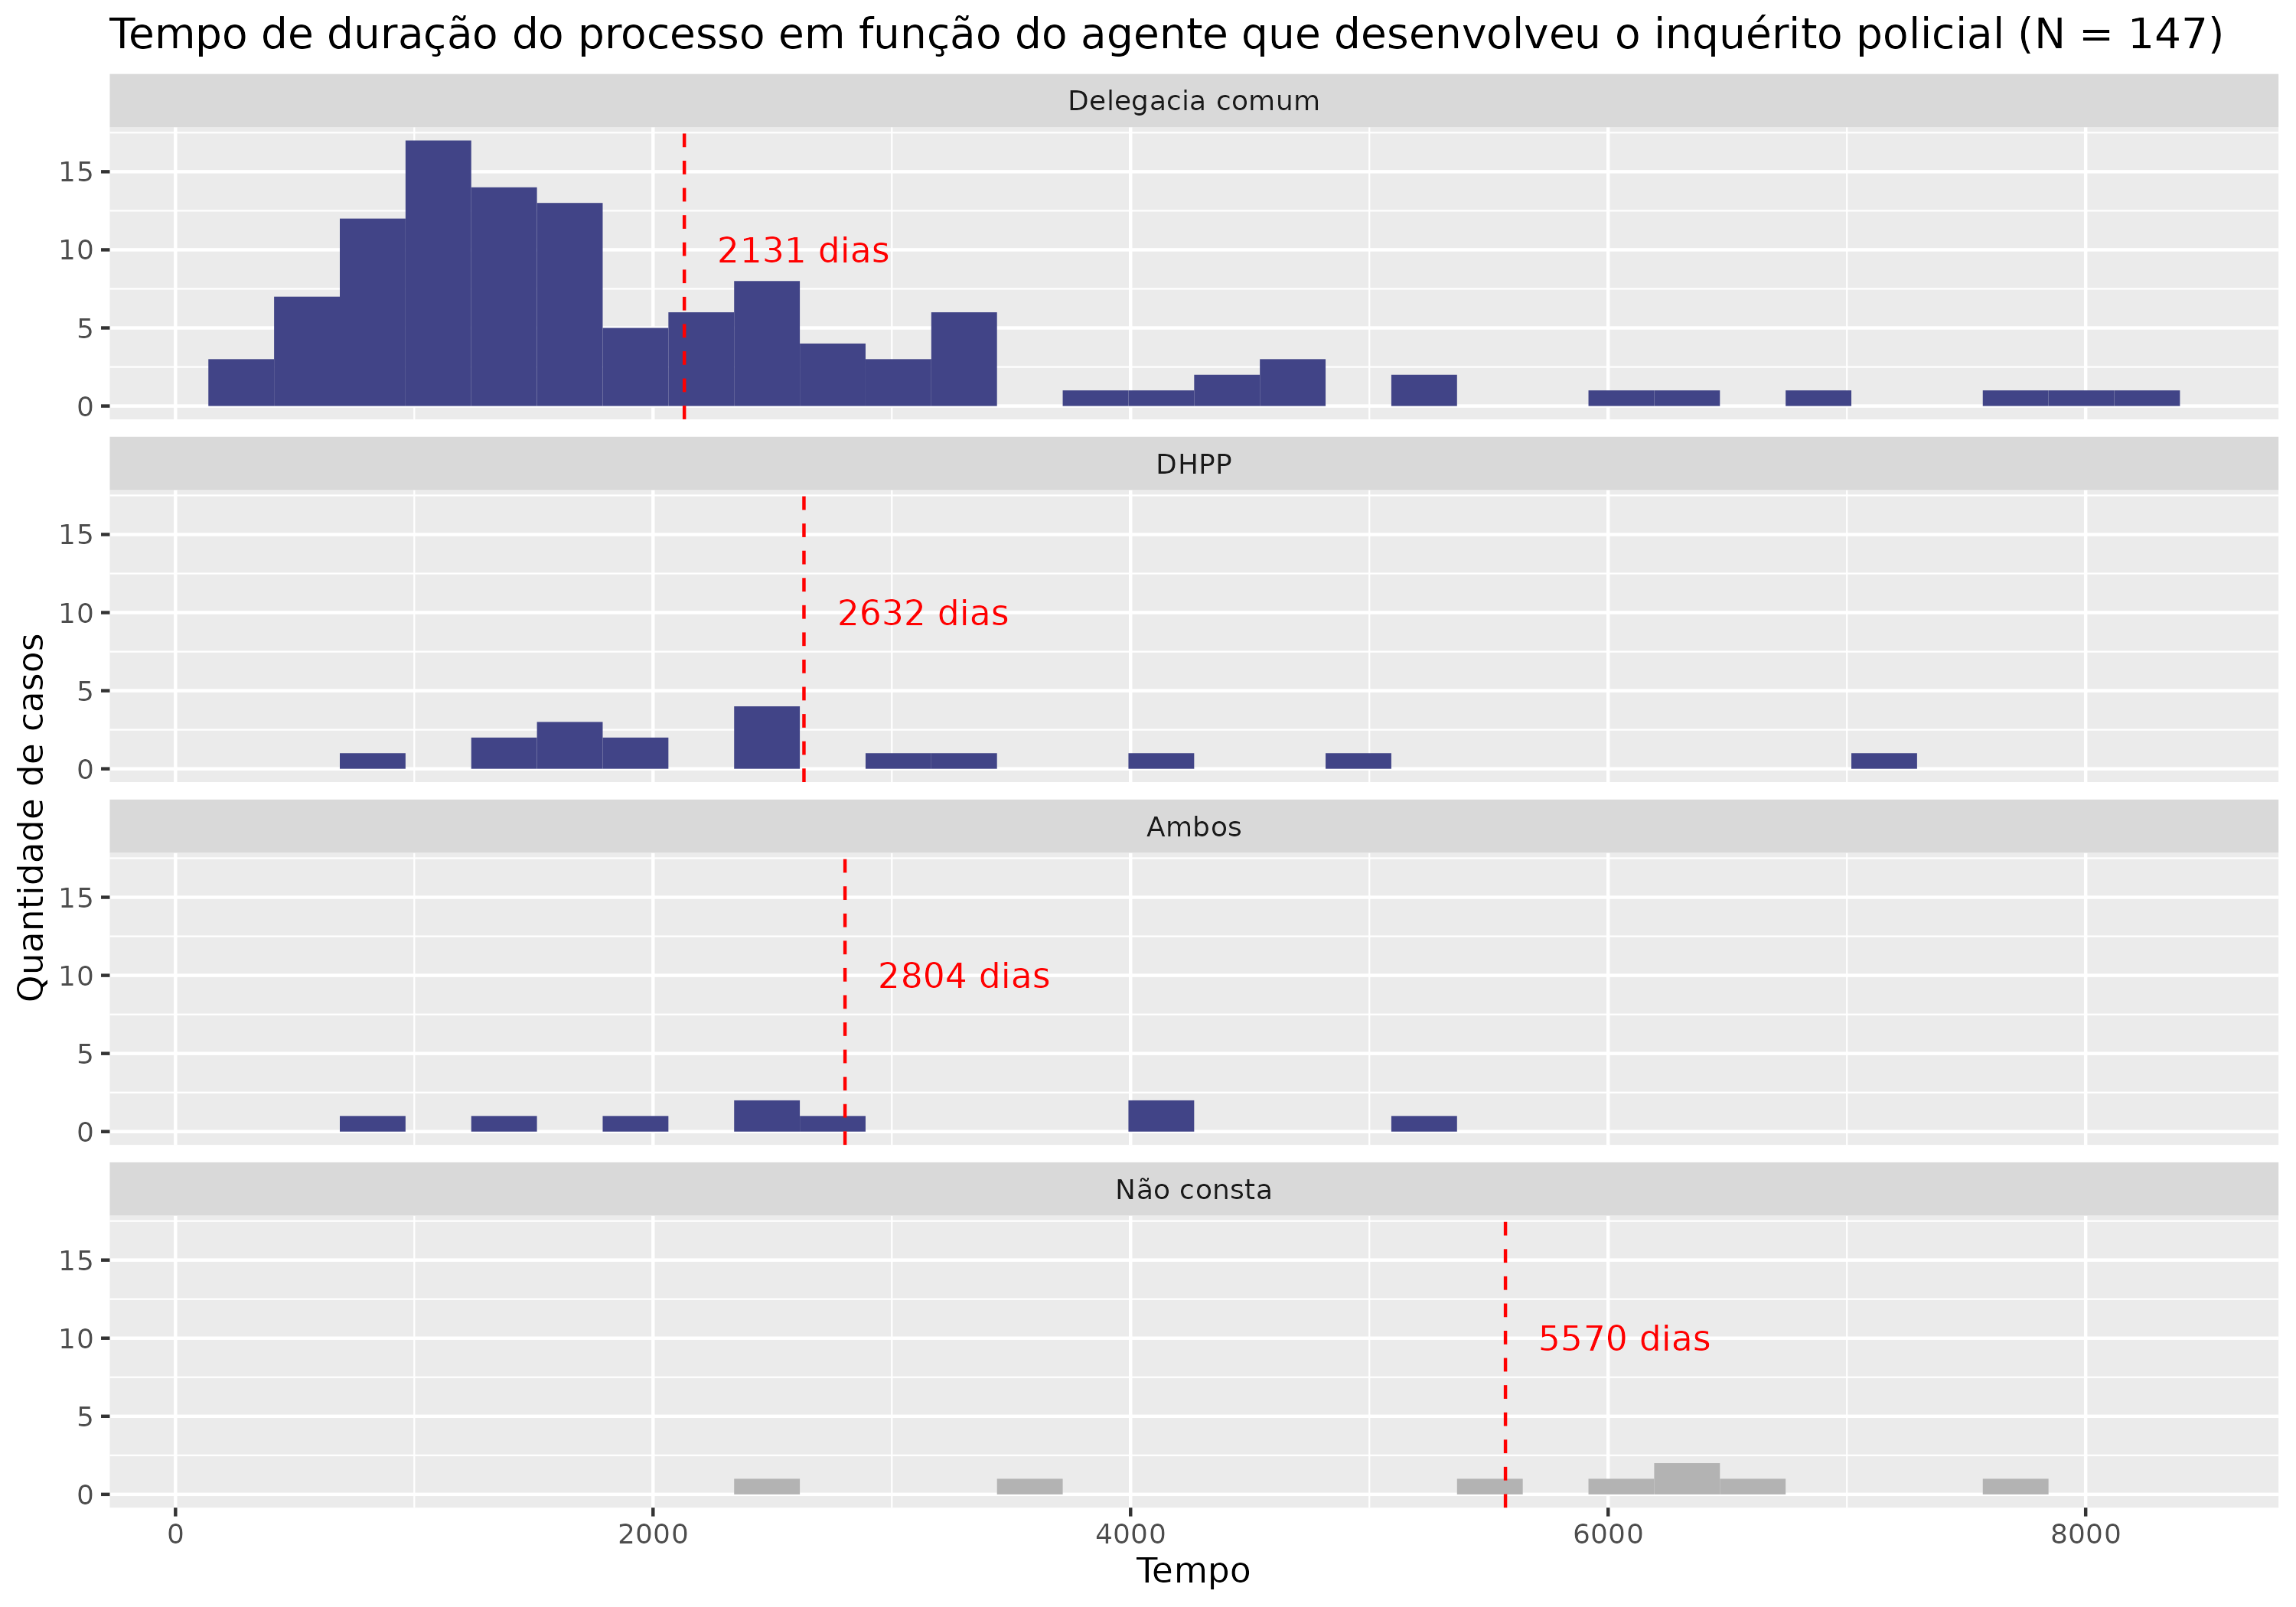 Tempo de duração do processo em função do agente que desenvolveu o inquérito policial (N = 147)
Quantidade de casos
Delegacia comum
15
10
5
0
2131 dias
DHPP
15
10
5
0
2632 dias
Ambos
15
10
5
0
2804 dias
Não consta
15
10
5
0
5570 dias
0 2000 4000 6000 8000
Tempo